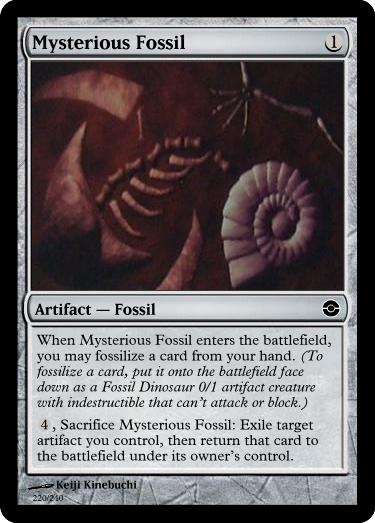 Mysterious Fossil 1
Artifact — Fossil
When Mysterious Fossil enters the battlefield,
you may fossilize a card from your hand. (To
fossilize a card, put it onto the battlefield face
down as a Fossil Dinosaur 0/1 artifact creature
with indestructible that can't attack or block.)
4 , Sacrifice Mysterious Fossil: Exile target
artifact you control, then return that card to
the battlefield under its owner's control.
Keiji Kinebuchi
220/240